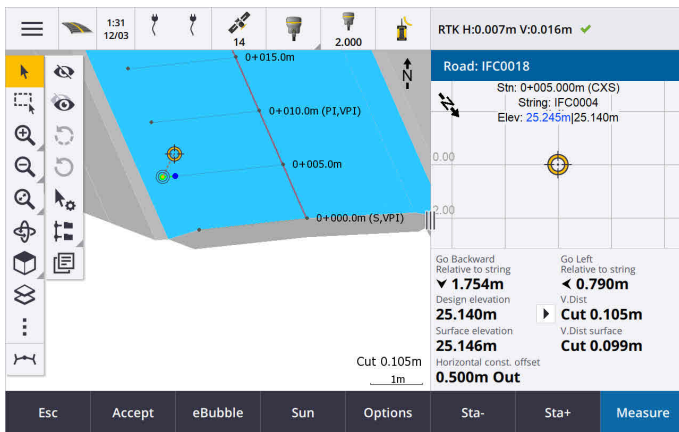 1:31
12/03
14
2.000
RTK H:0.007m V:0.016m
0+015.0m
0+010.0m (PI,VPI)
0+005.0m
0+000.0m (S,VPI)
N
Cut 0.105m
1m
Road: IFC0018
Stn: 0+005.000m (CXS)
String: IFC0004
Elev: 25.245m|25.140m
N
0.00
2.00
Go Backward
Relative to string
1.754m
Go Left
Relative to string
0.790m
Design elevation
25.140m
V.Dist
Cut 0.105m
Surface elevation
25.146m
V.Dist surface
Cut 0.099m
Horizontal const. offset
0.500m Out
Esc
Accept
eBubble
Sun
Options
Sta-
Sta+
Measure